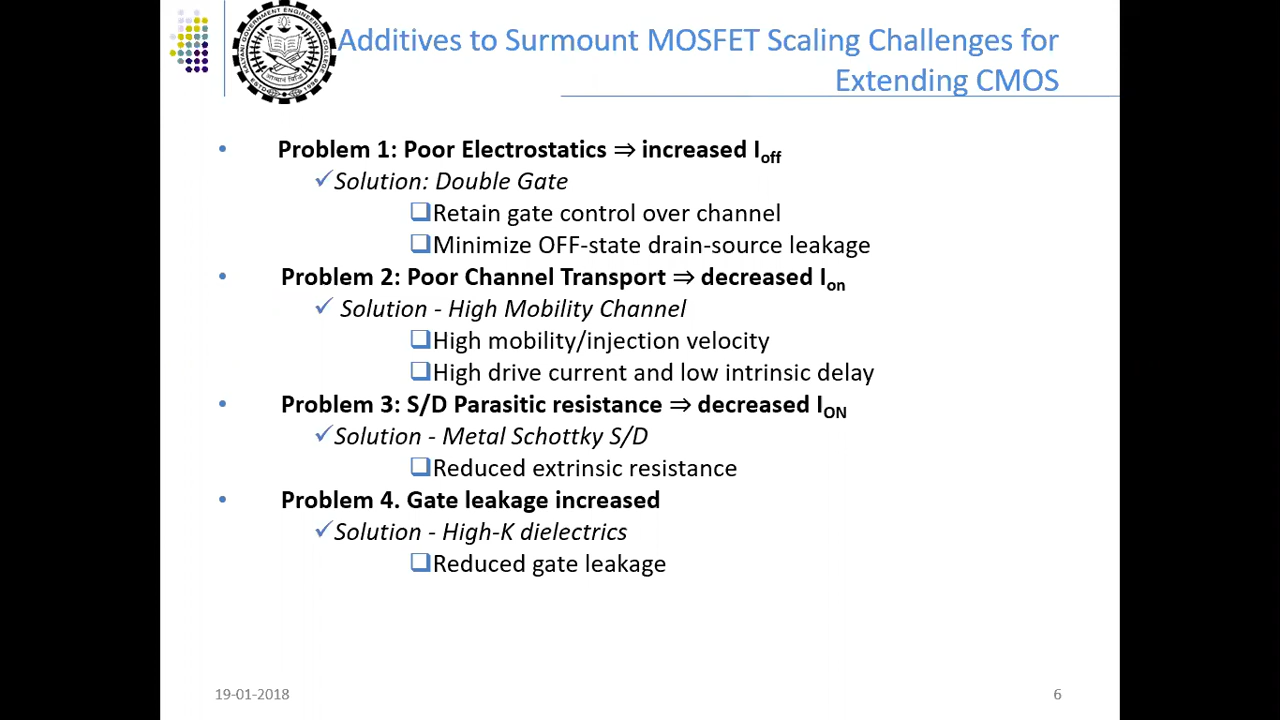 Additives to Surmount MOSFET Scaling Challenges for
Extending CMOS
• Problem 1: Poor Electrostatics ⇒ increased Ioff
✓Solution: Double Gate
❑Retain gate control over channel
❑Minimize OFF-state drain-source leakage
• Problem 2: Poor Channel Transport ⇒ decreased Ion
✓ Solution - High Mobility Channel
❑High mobility/injection velocity
❑High drive current and low intrinsic delay
• Problem 3: S/D Parasitic resistance ⇒ decreased ION
✓Solution - Metal Schottky S/D
❑Reduced extrinsic resistance
• Problem 4. Gate leakage increased
✓Solution - High-K dielectrics
❑Reduced gate leakage
19-01-2018
6